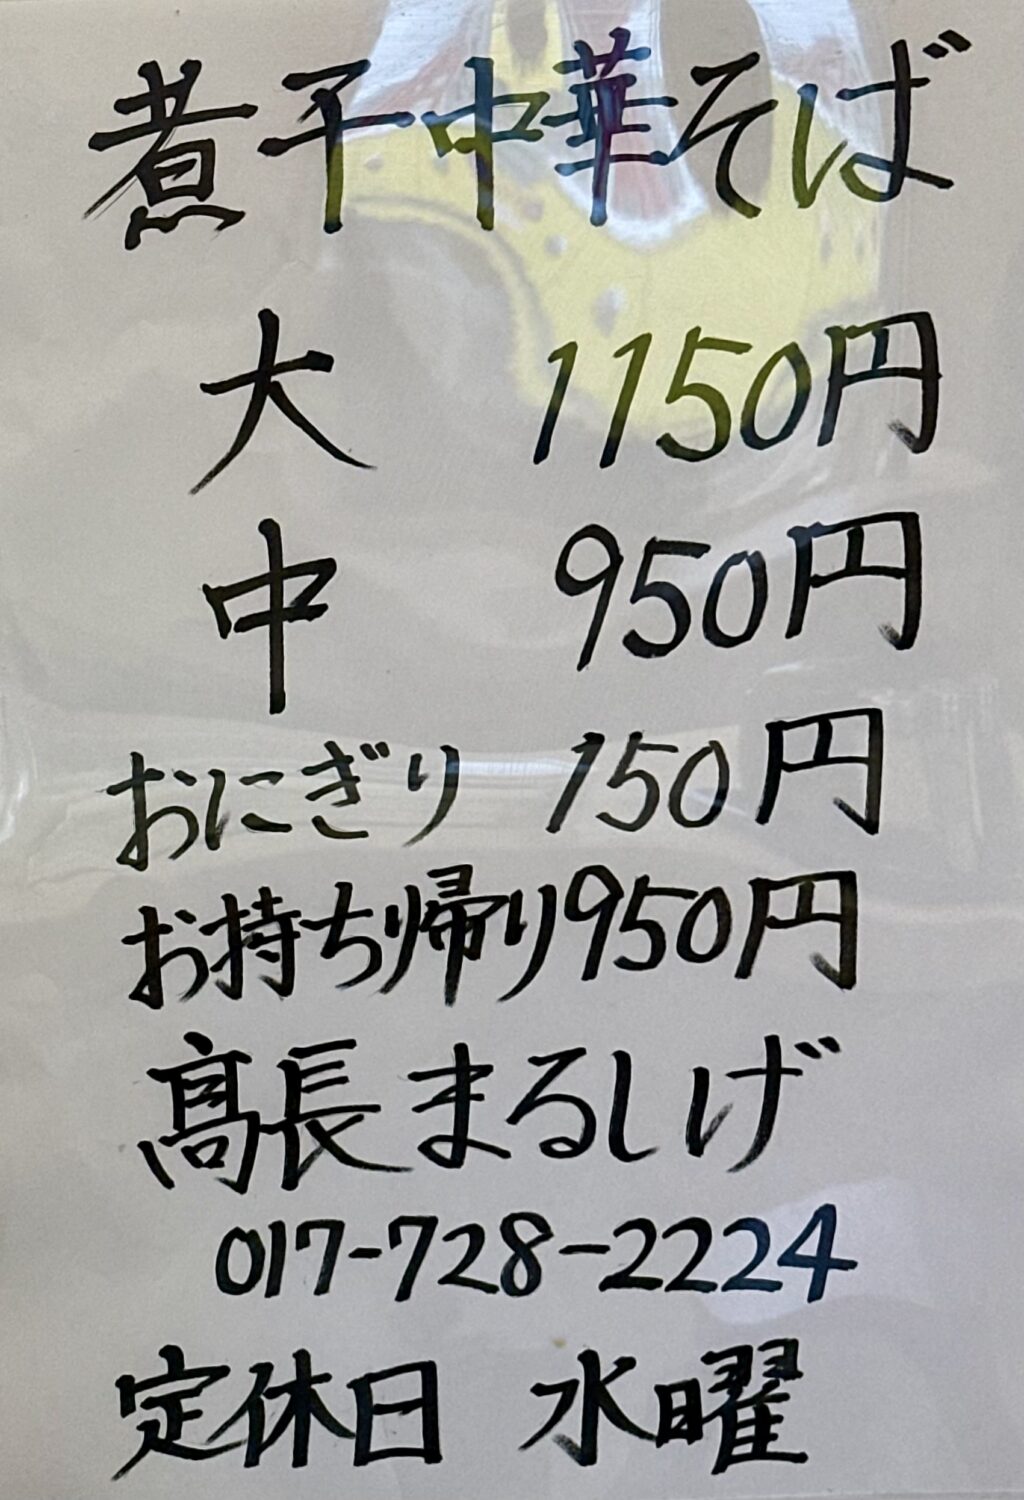 煮干中華そば
大 1150円
中 950円
おにぎり 150円
お持ち帰り950円
髙長まるしげ
017-728-2224
定休日 水曜